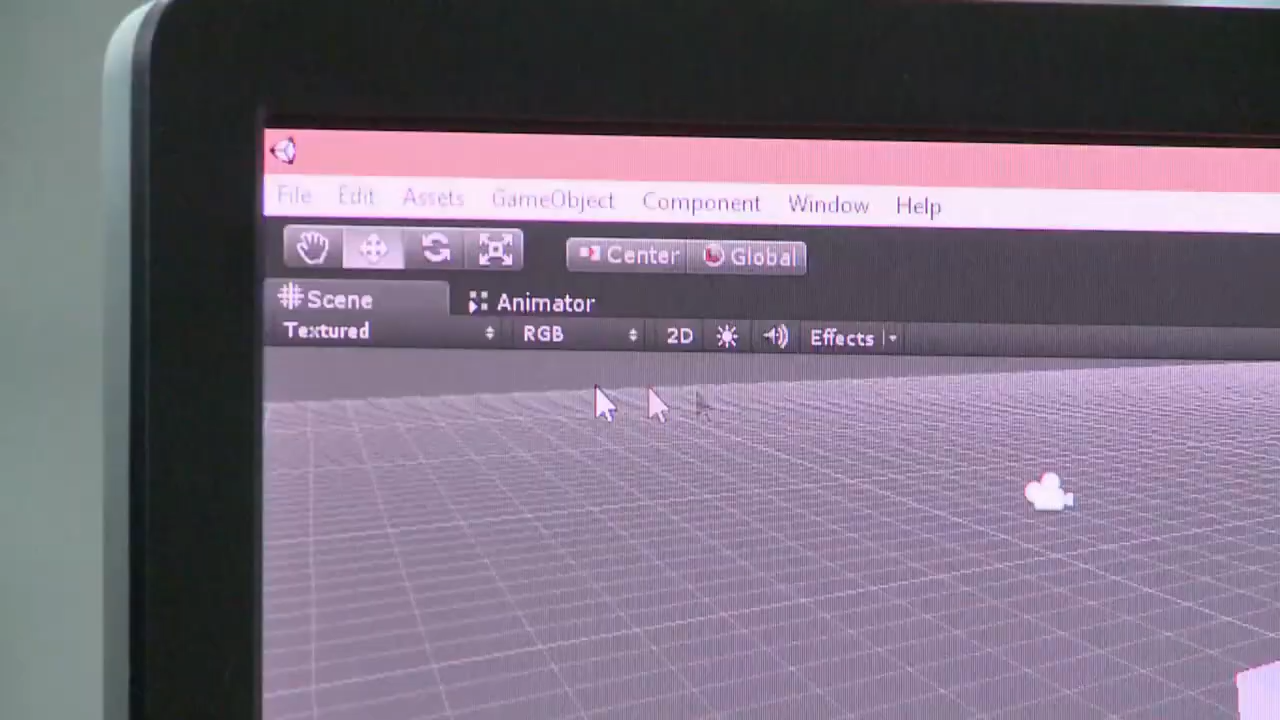 File Edit Assets GameObject Component Window Help
Center Global
Scene Animator
Textured RGB 2D Effects